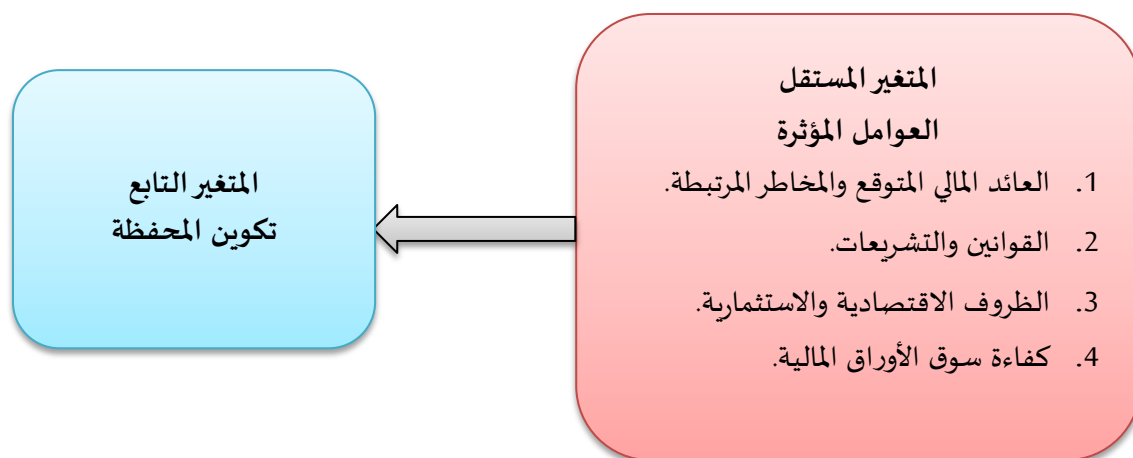 المتغير المستقل
العوامل المؤثرة
1. العائد المالي المتوقع والمخاطر المرتبطة.
2. القوانين والتشريعات.
3. الظروف الاقتصادية والاستثمارية.
4. كفاءة سوق الأوراق المالية.
المتغير التابع
تكوين المحفظة